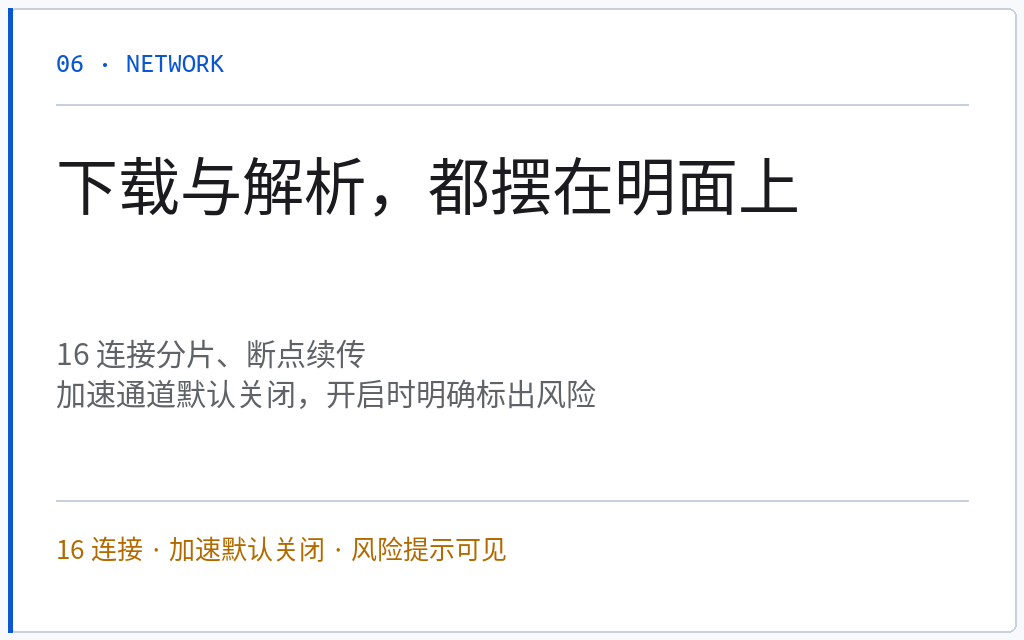 06 · NETWORK
下载与解析，都摆在明面上
16 连接分片、断点续传
加速通道默认关闭，开启时明确标出风险
16 连接 · 加速默认关闭 · 风险提示可见